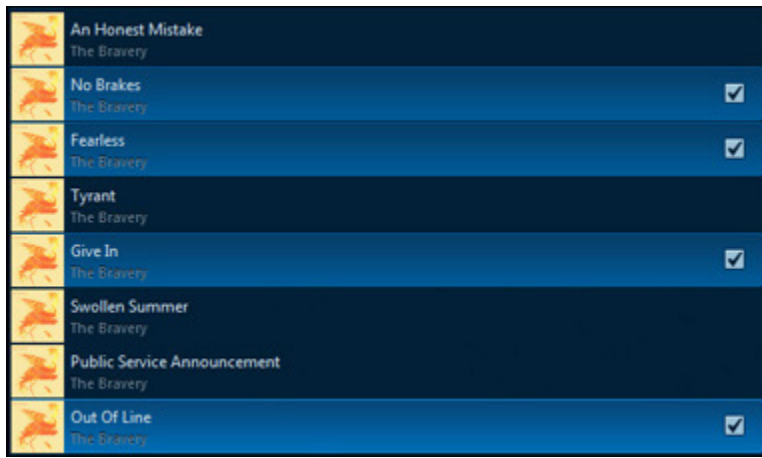 An Honest Mistake
The Bravery
No Brakes
The Bravery
Fearless
The Bravery
Tyrant
The Bravery
Give In
The Bravery
Swollen Summer
The Bravery
Public Service Announcement
The Bravery
Out Of Line
The Bravery